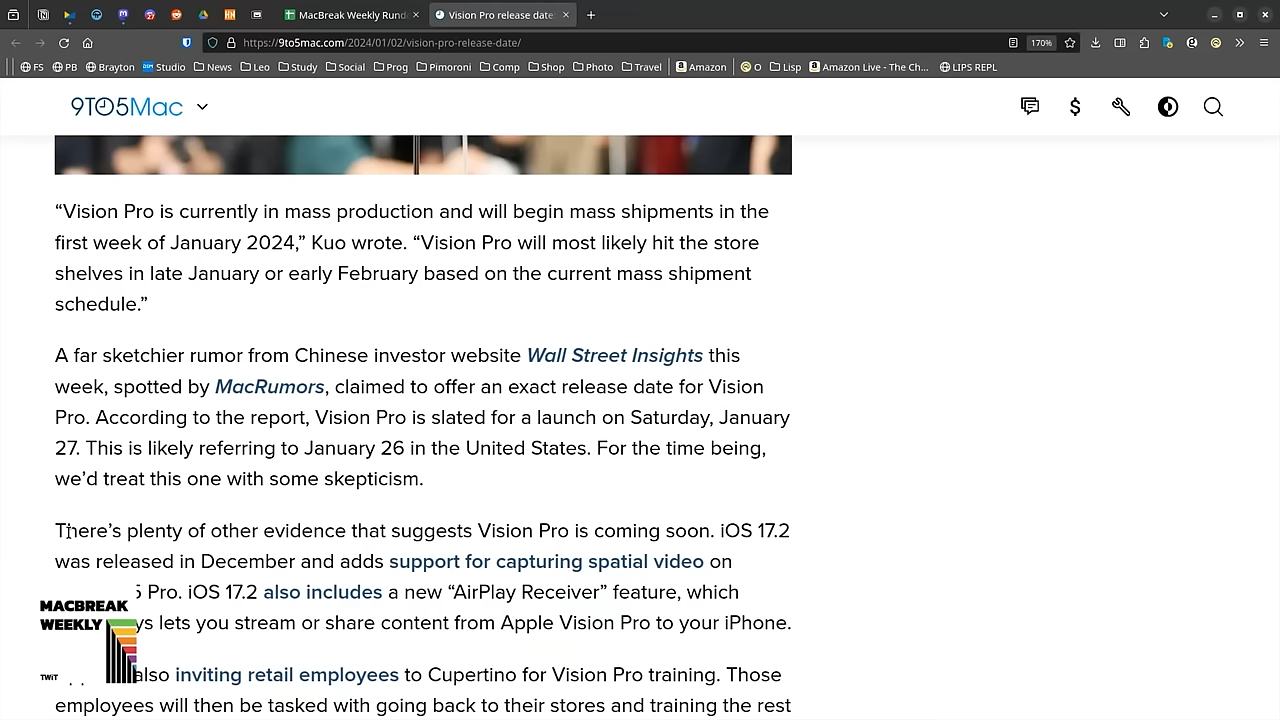 MacBreak Weekly Rund
Vision Pro release date
https://9to5mac.com/2024/01/02/vision-pro-release-date/
170%
FS PB Brayton Studio News Leo Study Social Prog Pimoroni Comp Shop Photo Travel Amazon O Lisp Amazon Live - The Ch... LIPS REPL
9TO5Mac
“Vision Pro is currently in mass production and will begin mass shipments in the
first week of January 2024,” Kuo wrote. “Vision Pro will most likely hit the store
shelves in late January or early February based on the current mass shipment
schedule.”
A far sketchier rumor from Chinese investor website Wall Street Insights this
week, spotted by MacRumors, claimed to offer an exact release date for Vision
Pro. According to the report, Vision Pro is slated for a launch on Saturday, January
27. This is likely referring to January 26 in the United States. For the time being,
we’d treat this one with some skepticism.
There’s plenty of other evidence that suggests Vision Pro is coming soon. iOS 17.2
was released in December and adds support for capturing spatial video on
5 Pro. iOS 17.2 also includes a new “AirPlay Receiver” feature, which
ys lets you stream or share content from Apple Vision Pro to your iPhone.
also inviting retail employees to Cupertino for Vision Pro training. Those
employees will then be tasked with going back to their stores and training the rest
MACBREAK
WEEKLY
TWiT